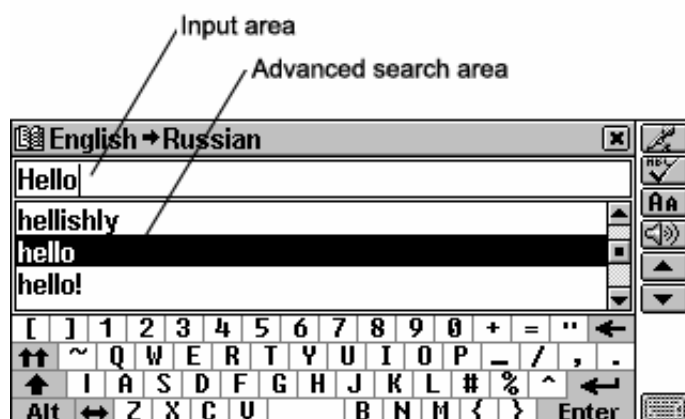 Input area
Advanced search area
English → Russian
Hello
hellishly
hello
hello!
[ ] 1 2 3 4 5 6 7 8 9 0 + = " ←
~ Q W E R T Y U I O P _ / , .
A S D F G H J K L # % ^
Alt ↔ Z X C V B N M { } Enter
Aa